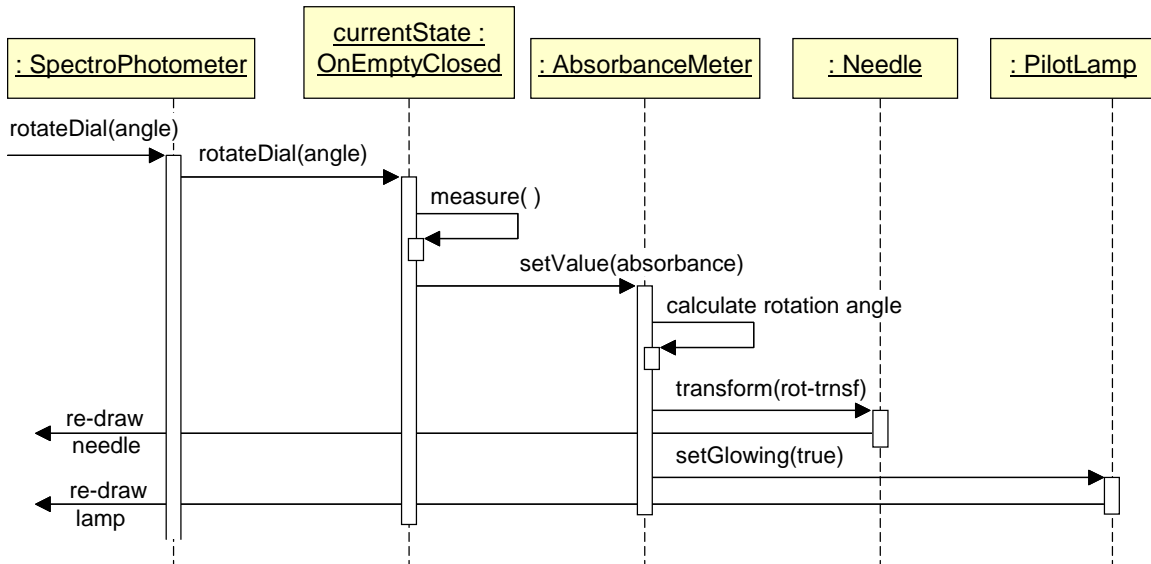 : SpectroPhotometer
currentState :
OnEmptyClosed
: AbsorbanceMeter
: Needle
: PilotLamp
rotateDial(angle)
rotateDial(angle)
measure( )
setValue(absorbance)
calculate rotation angle
transform(rot-trnsf)
re-draw
needle
setGlowing(true)
re-draw
lamp